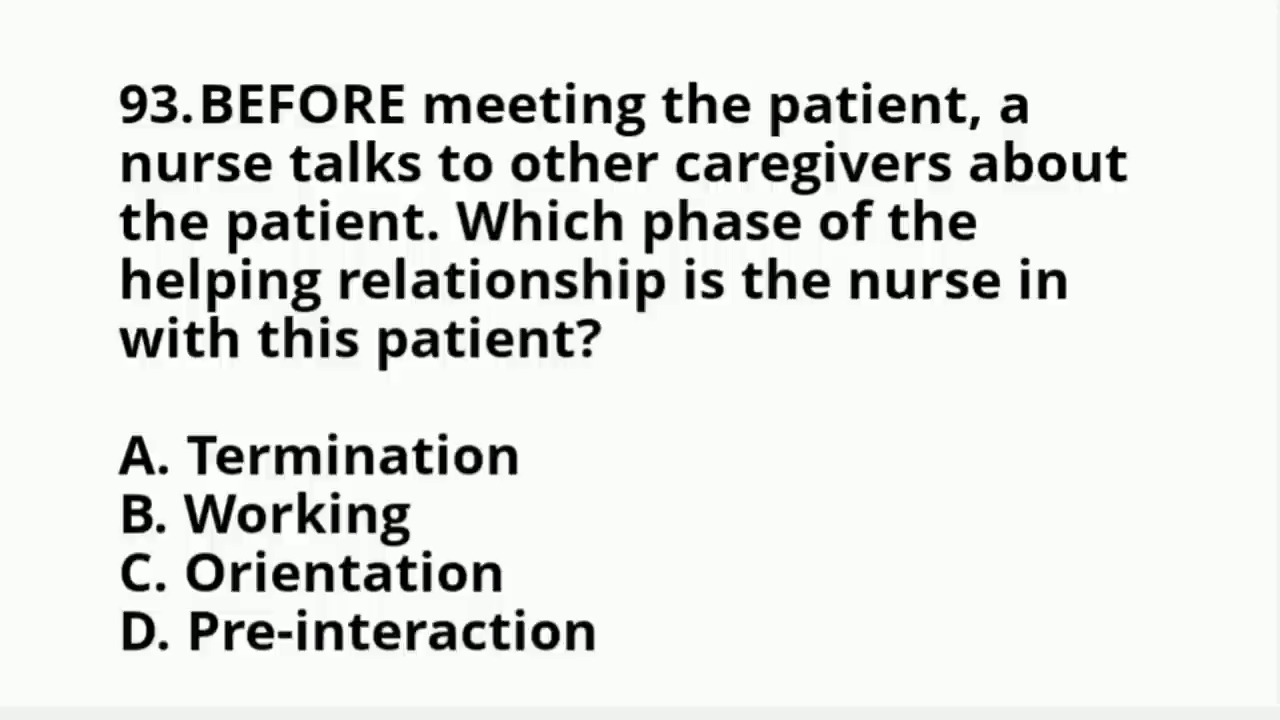 93.BEFORE meeting the patient, a
nurse talks to other caregivers about
the patient. Which phase of the
helping relationship is the nurse in
with this patient?
A. Termination
B. Working
C. Orientation
D. Pre-interaction